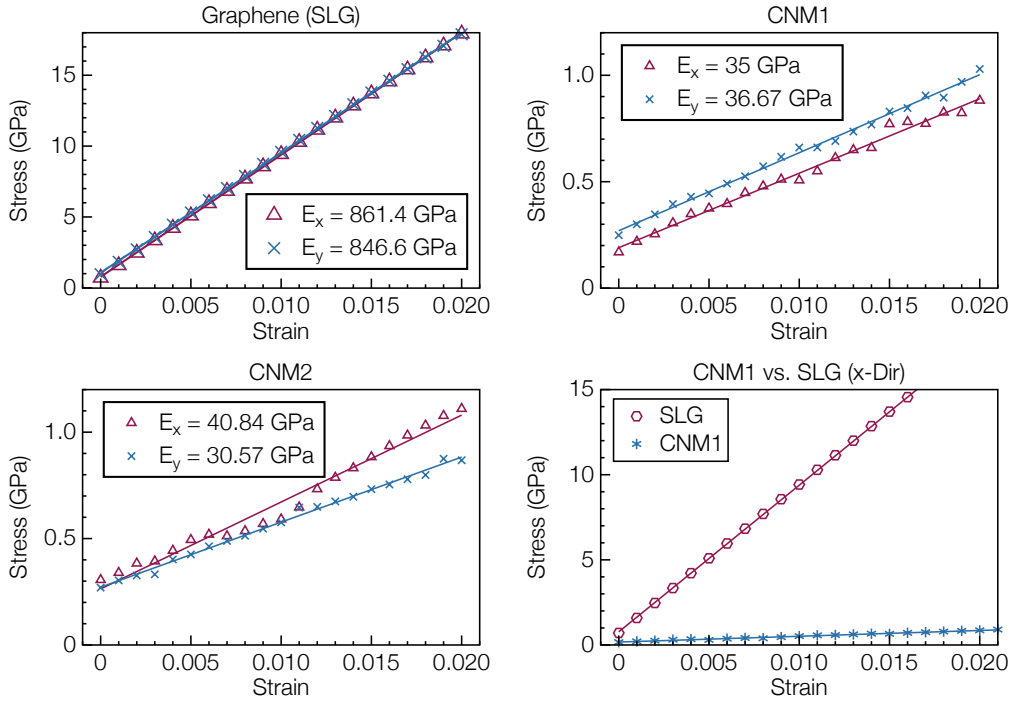 Graphene (SLG)
15
10
5
0
Stress (GPa)
E_x = 861.4 GPa
E_y = 846.6 GPa
0 0.005 0.010 0.015 0.020
Strain
CNM1
1.0
0.5
0
Stress (GPa)
E_x = 35 GPa
E_y = 36.67 GPa
0 0.005 0.010 0.015 0.020
Strain
CNM2
1.0
0.5
0
Stress (GPa)
E_x = 40.84 GPa
E_y = 30.57 GPa
0 0.005 0.010 0.015 0.020
Strain
CNM1 vs. SLG (x-Dir)
15
10
5
0
Stress (GPa)
SLG
CNM1
0 0.005 0.010 0.015 0.020
Strain